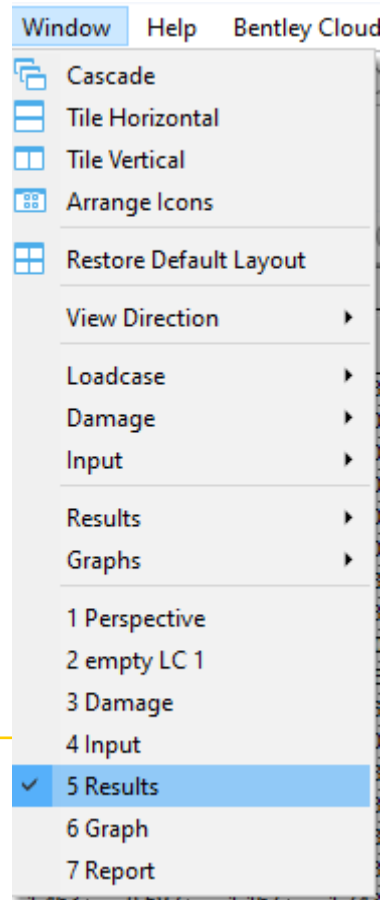 Window Help Bentley Cloud
Cascade
Tile Horizontal
Tile Vertical
Arrange Icons
Restore Default Layout
View Direction
Loadcase
Damage
Input
Results
Graphs
1 Perspective
2 empty LC 1
3 Damage
4 Input
5 Results
6 Graph
7 Report